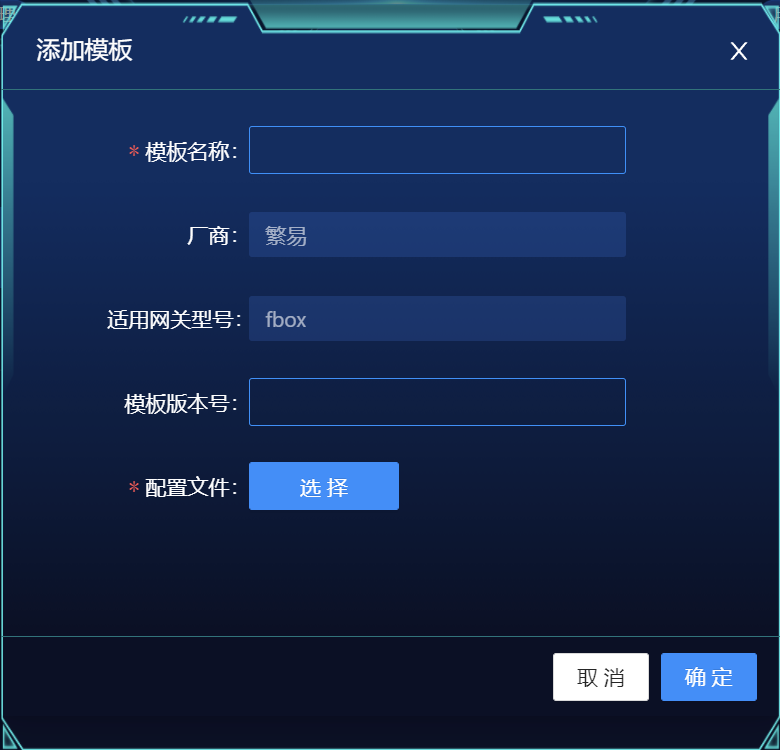 添加模板
X
* 模板名称:
厂商: 繁易
适用网关型号: fbox
模板版本号:
* 配置文件: 选择
取消 确定